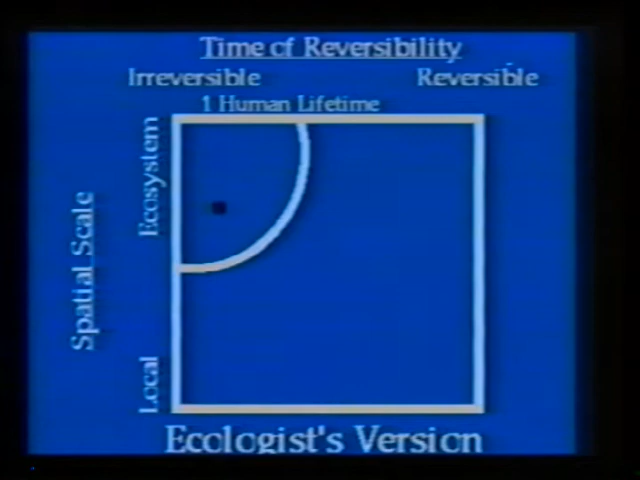 Time of Reversibility
Irreversible Reversible
1 Human Lifetime
Ecosystem
Spatial Scale
Local
Ecologist's Version